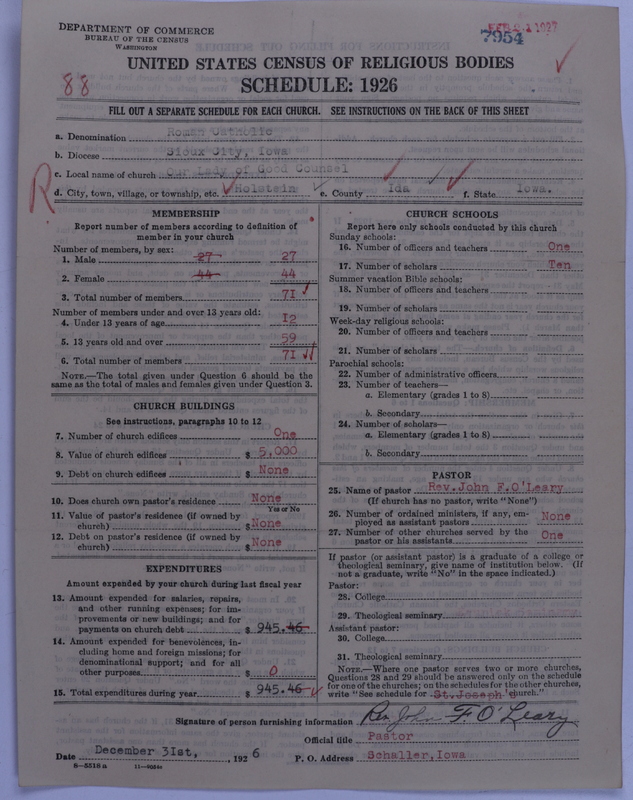 DEPARTMENT OF COMMERCE
BUREAU OF THE CENSUS
WASHINGTON
FEB 21 1927
7954
UNITED STATES CENSUS OF RELIGIOUS BODIES
88
SCHEDULE: 1926
FILL OUT A SEPARATE SCHEDULE FOR EACH CHURCH. SEE INSTRUCTIONS ON THE BACK OF THIS SHEET
a. Denomination Roman Catholic
b. Diocese Sioux City, Iowa
c. Local name of church Our Lady of Good Counsel
R
d. City, town, village, or township, etc. Holstein e. County Ida f. State Iowa.
MEMBERSHIP
Report number of members according to definition of
member in your church
Number of members, by sex:
1. Male 27 27
2. Female 44 44
3. Total number of members 71
Number of members under and over 13 years old:
4. Under 13 years of age 12
5. 13 years old and over 59
6. Total number of members 71
NOTE.—The total given under Question 6 should be the
same as the total of males and females given under Question 3.
CHURCH BUILDINGS
See instructions, paragraphs 10 to 12
7. Number of church edifices One
8. Value of church edifices $ 5,000
9. Debt on church edifices $ None
10. Does church own pastor's residence None
Yes or No
11. Value of pastor's residence (if owned by
church) $ None
12. Debt on pastor's residence (if owned by
church) $ None
EXPENDITURES
Amount expended by your church during last fiscal year
13. Amount expended for salaries, repairs,
and other running expenses; for im-
provements or new buildings; and for
payments on church debt $ 945.46
14. Amount expended for benevolences, in-
cluding home and foreign missions; for
denominational support; and for all
other purposes $ 0
15. Total expenditures during year $ 945.46
CHURCH SCHOOLS
Report here only schools conducted by this church
Sunday schools:
16. Number of officers and teachers One
17. Number of scholars Ten
Summer vacation Bible schools:
18. Number of officers and teachers
19. Number of scholars
Week-day religious schools:
20. Number of officers and teachers
21. Number of scholars
Parochial schools:
22. Number of administrative officers
23. Number of teachers—
a. Elementary (grades 1 to 8)
b. Secondary
24. Number of scholars—
a. Elementary (grades 1 to 8)
b. Secondary
PASTOR
25. Name of pastor Rev. John F. O'Leary
(If church has no pastor, write "None")
26. Number of ordained ministers, if any, em-
ployed as assistant pastors None
27. Number of other churches served by the
pastor or his assistants One
If pastor (or assistant pastor) is a graduate of a college or
theological seminary, give name of institution below. (If
not a graduate, write "No" in the space indicated.)
Pastor:
28. College
29. Theological seminary
Assistant pastor:
30. College
31. Theological seminary
NOTE.—Where one pastor serves two or more churches,
Questions 28 and 29 should be answered only on the schedule
for one of the churches; on the schedules for the other churches,
write "See schedule for St. Joseph's church."
Signature of person furnishing information Rev John F O'Leary
Official title Pastor
Date December 31st, , 1926 P. O. Address Schaller, Iowa
8—5518 a